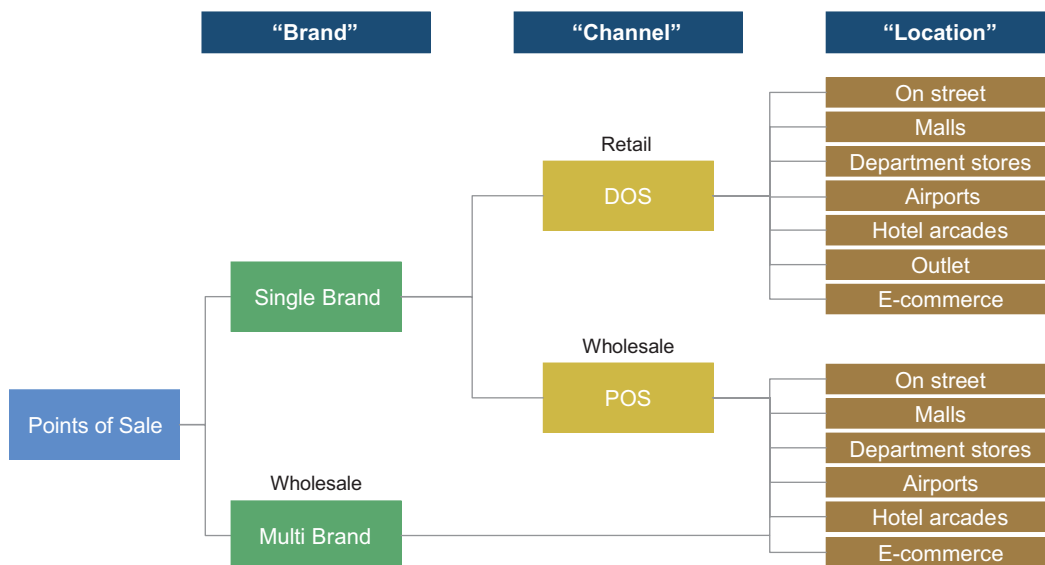 “Brand”
“Channel”
“Location”
On street
Malls
Retail
DOS
Department stores
Airports
Hotel arcades
Outlet
E-commerce
Single Brand
Wholesale
POS
On street
Malls
Points of Sale
Department stores
Airports
Wholesale
Multi Brand
Hotel arcades
E-commerce